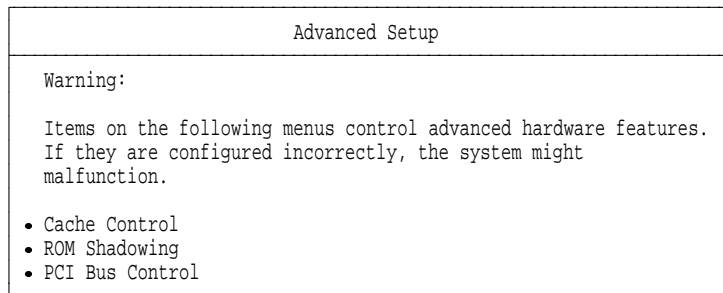 Advanced Setup
Warning:
Items on the following menus control advanced hardware features.
If they are configured incorrectly, the system might
malfunction.
• Cache Control
• ROM Shadowing
• PCI Bus Control